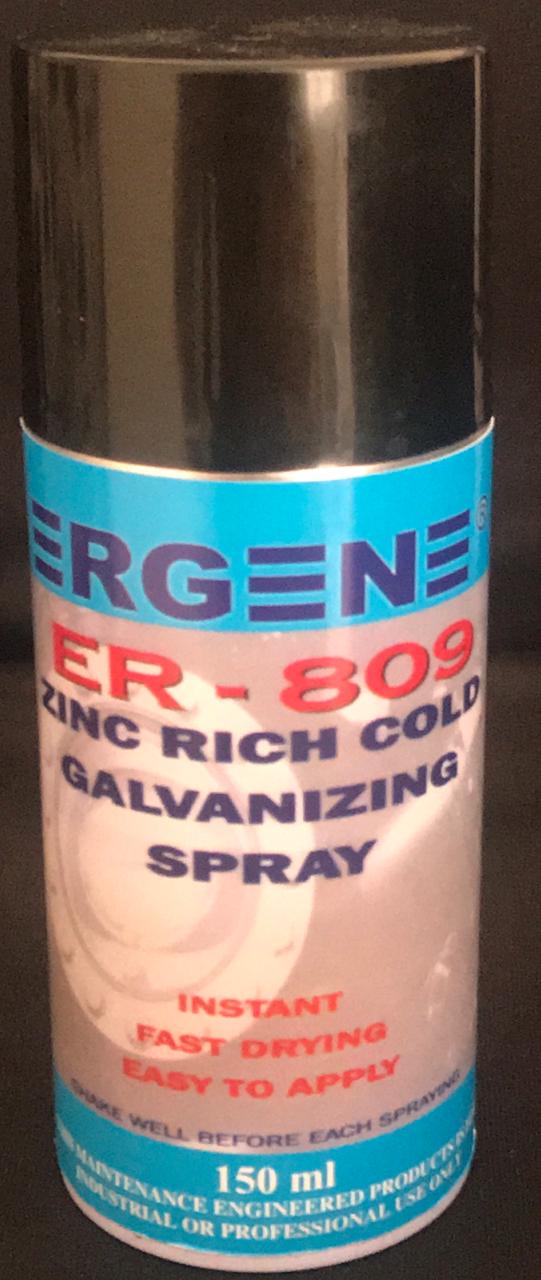 ERGENE®
ER - 809
ZINC RICH COLD
GALVANIZING
SPRAY
INSTANT
FAST DRYING
EASY TO APPLY
SHAKE WELL BEFORE EACH SPRAYING
150 ml
MAINTENANCE ENGINEERED PRODUCTS
INDUSTRIAL OR PROFESSIONAL USE ONLY